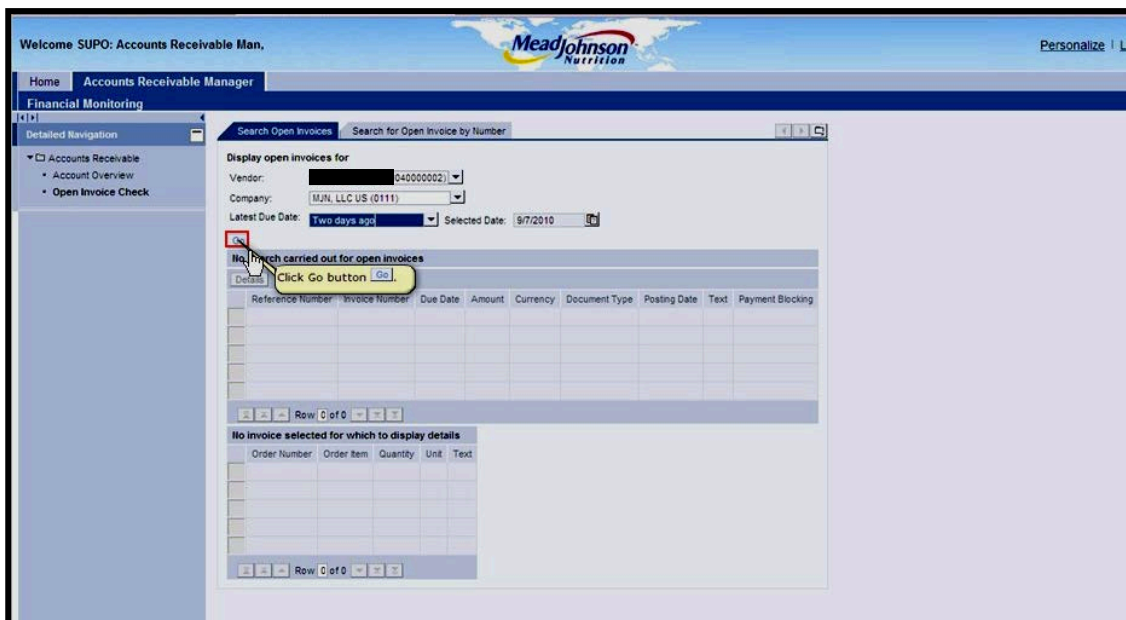 Welcome SUPO: Accounts Receivable Man,
MeadJohnson
Nutrition
Personalize | L
Home Accounts Receivable Manager
Financial Monitoring
Detailed Navigation
Accounts Receivable
• Account Overview
• Open Invoice Check
Search Open Invoices Search for Open Invoice by Number
Display open invoices for
Vendor: 040000002)
Company: MJN, LLC US (0111)
Latest Due Date: Two days ago Selected Date: 9/7/2010
Go
No carried out for open invoices
Details
Click Go button Go.
Reference Number Invoice Number Due Date Amount Currency Document Type Posting Date Text Payment Blocking
Row 0 of 0
No invoice selected for which to display details
Order Number Order Item Quantity Unit Text
Row 0 of 0